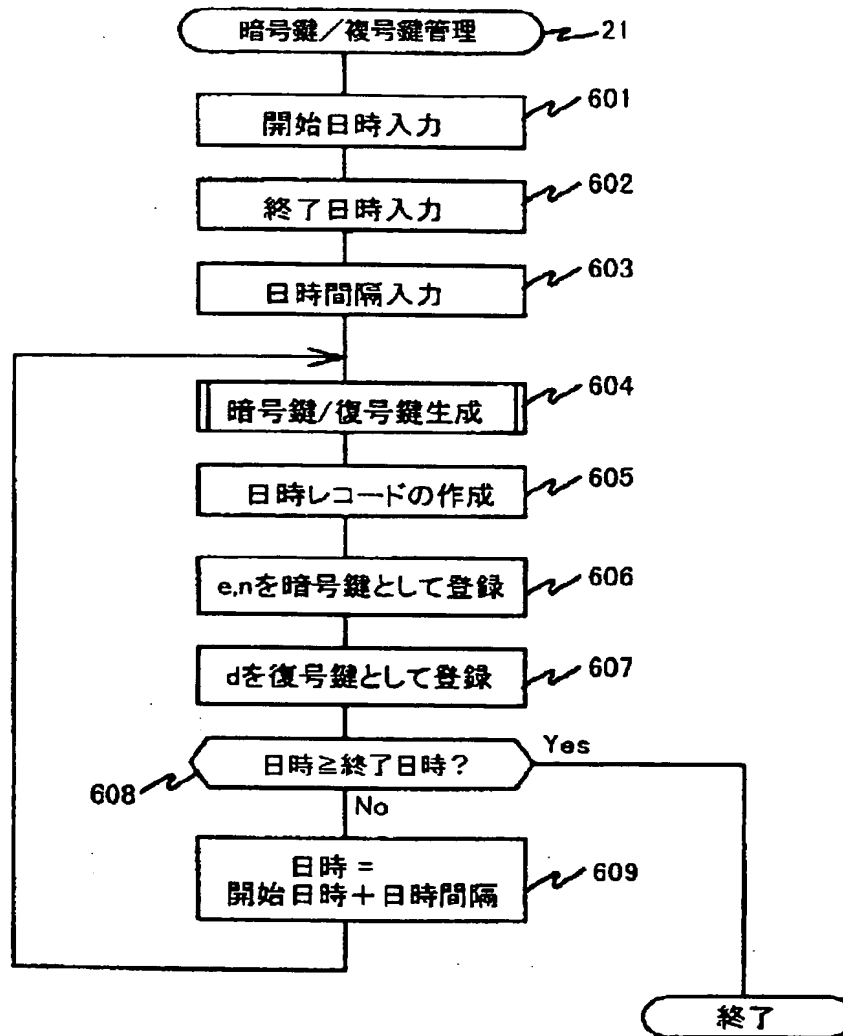 暗号鍵/複号鍵管理
21
開始日時入力
601
終了日時入力
602
日時間隔入力
603
暗号鍵/復号鍵生成
604
日時レコードの作成
605
e,nを暗号鍵として登録
606
dを復号鍵として登録
607
日時≧終了日時?
Yes
608
No
日時 =
開始日時+日時間隔
609
終了